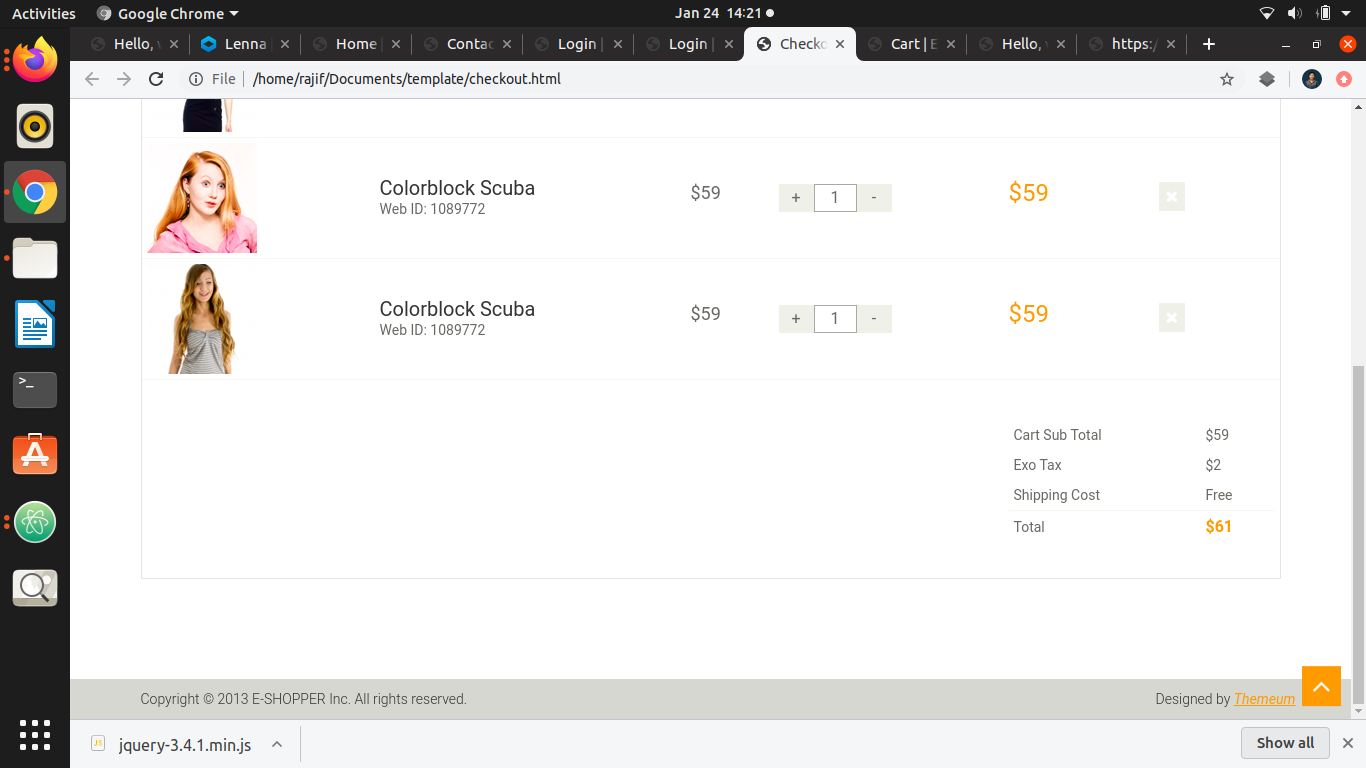 Activities
Google Chrome
Jan 24 14:21
Hello,
Lenna
Home
Contac
Login |
Login |
Checko
Cart | E
Hello,
https:/
File
/home/rajif/Documents/template/checkout.html
Colorblock Scuba
Web ID: 1089772
$59
+ 1 -
$59
Colorblock Scuba
Web ID: 1089772
$59
+ 1 -
$59
Cart Sub Total $59
Exo Tax $2
Shipping Cost Free
Total $61
Copyright © 2013 E-SHOPPER Inc. All rights reserved.
Designed by Themeum
JS
jquery-3.4.1.min.js
Show all